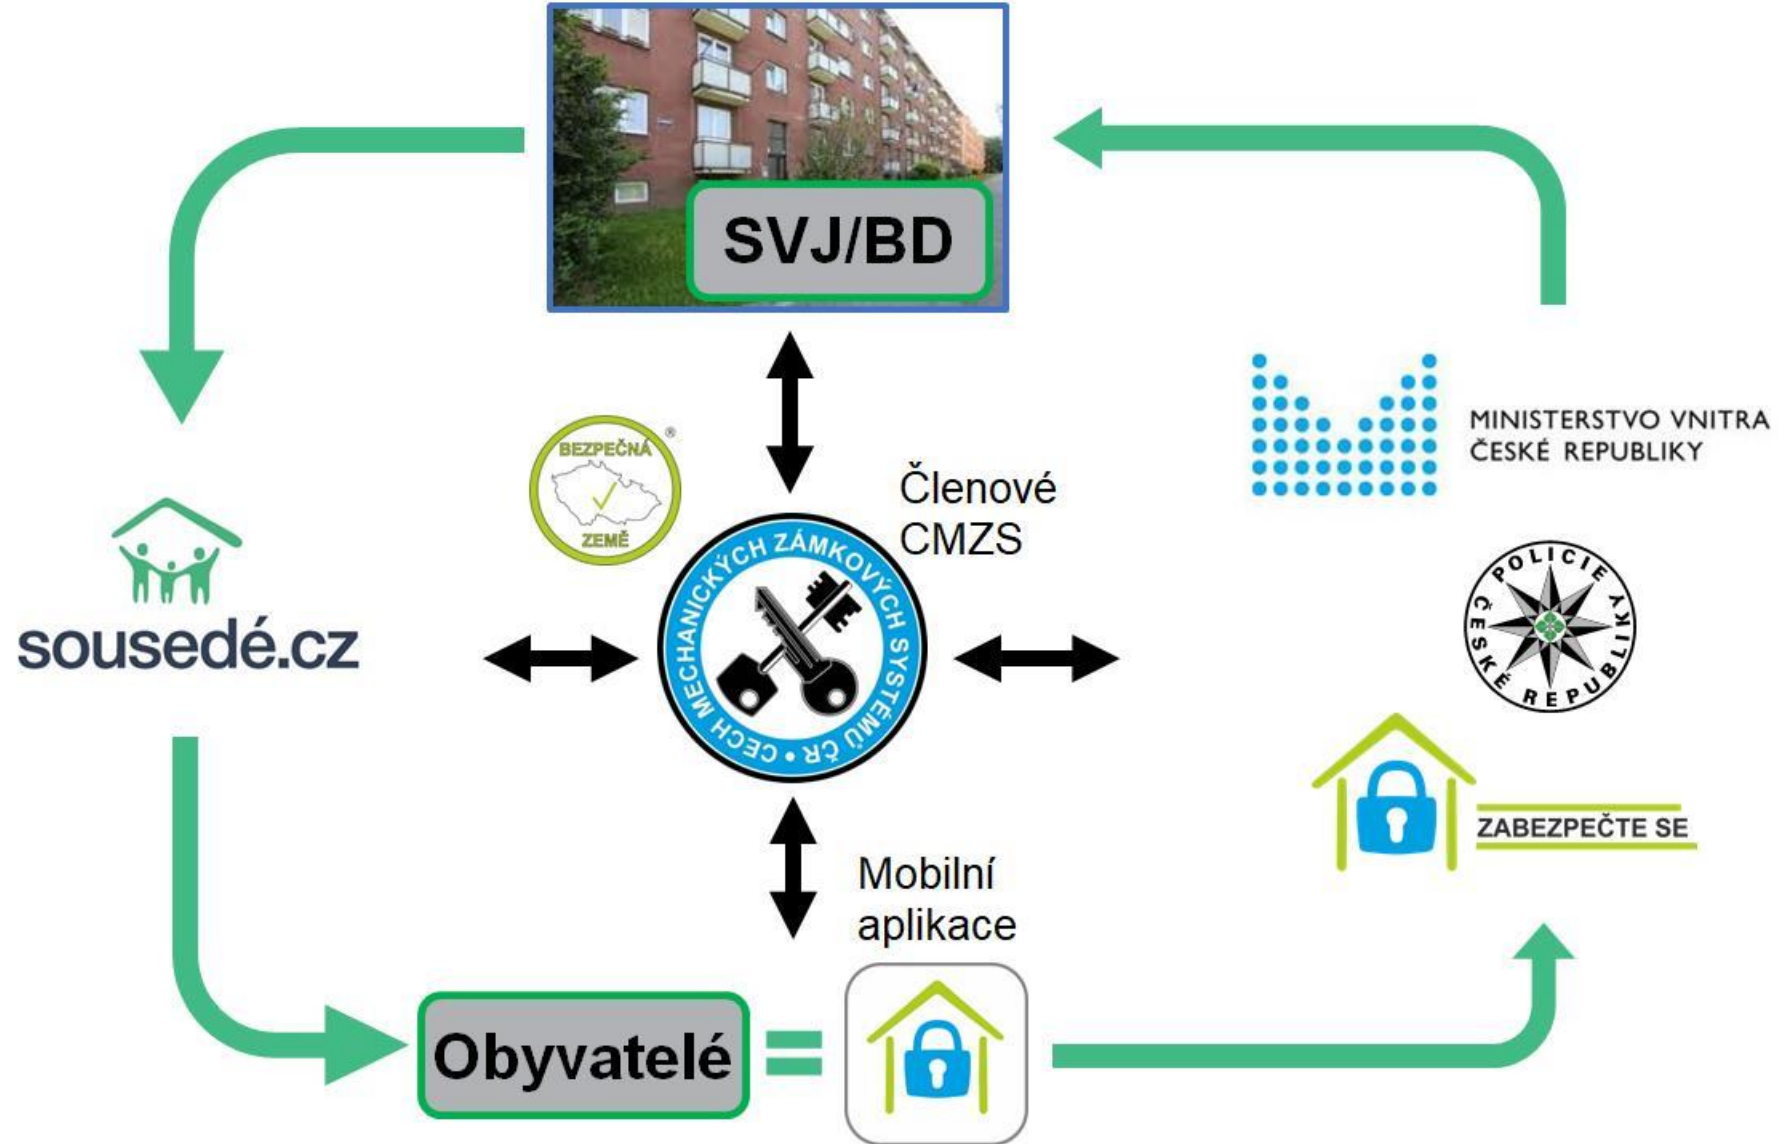 SVJ/BD
BEZPEČNÁ
ZEMĚ
®
Členové
CMZS
MINISTERSTVO VNITRA
ČESKÉ REPUBLIKY
CECH MECHANICKÝCH ZÁMKOVÝCH SYSTÉMŮ ČR •
POLICIE
ČESKÉ REPUBLIKY
sousedé.cz
ZABEZPEČTE SE
Mobilní
aplikace
Obyvatelé =